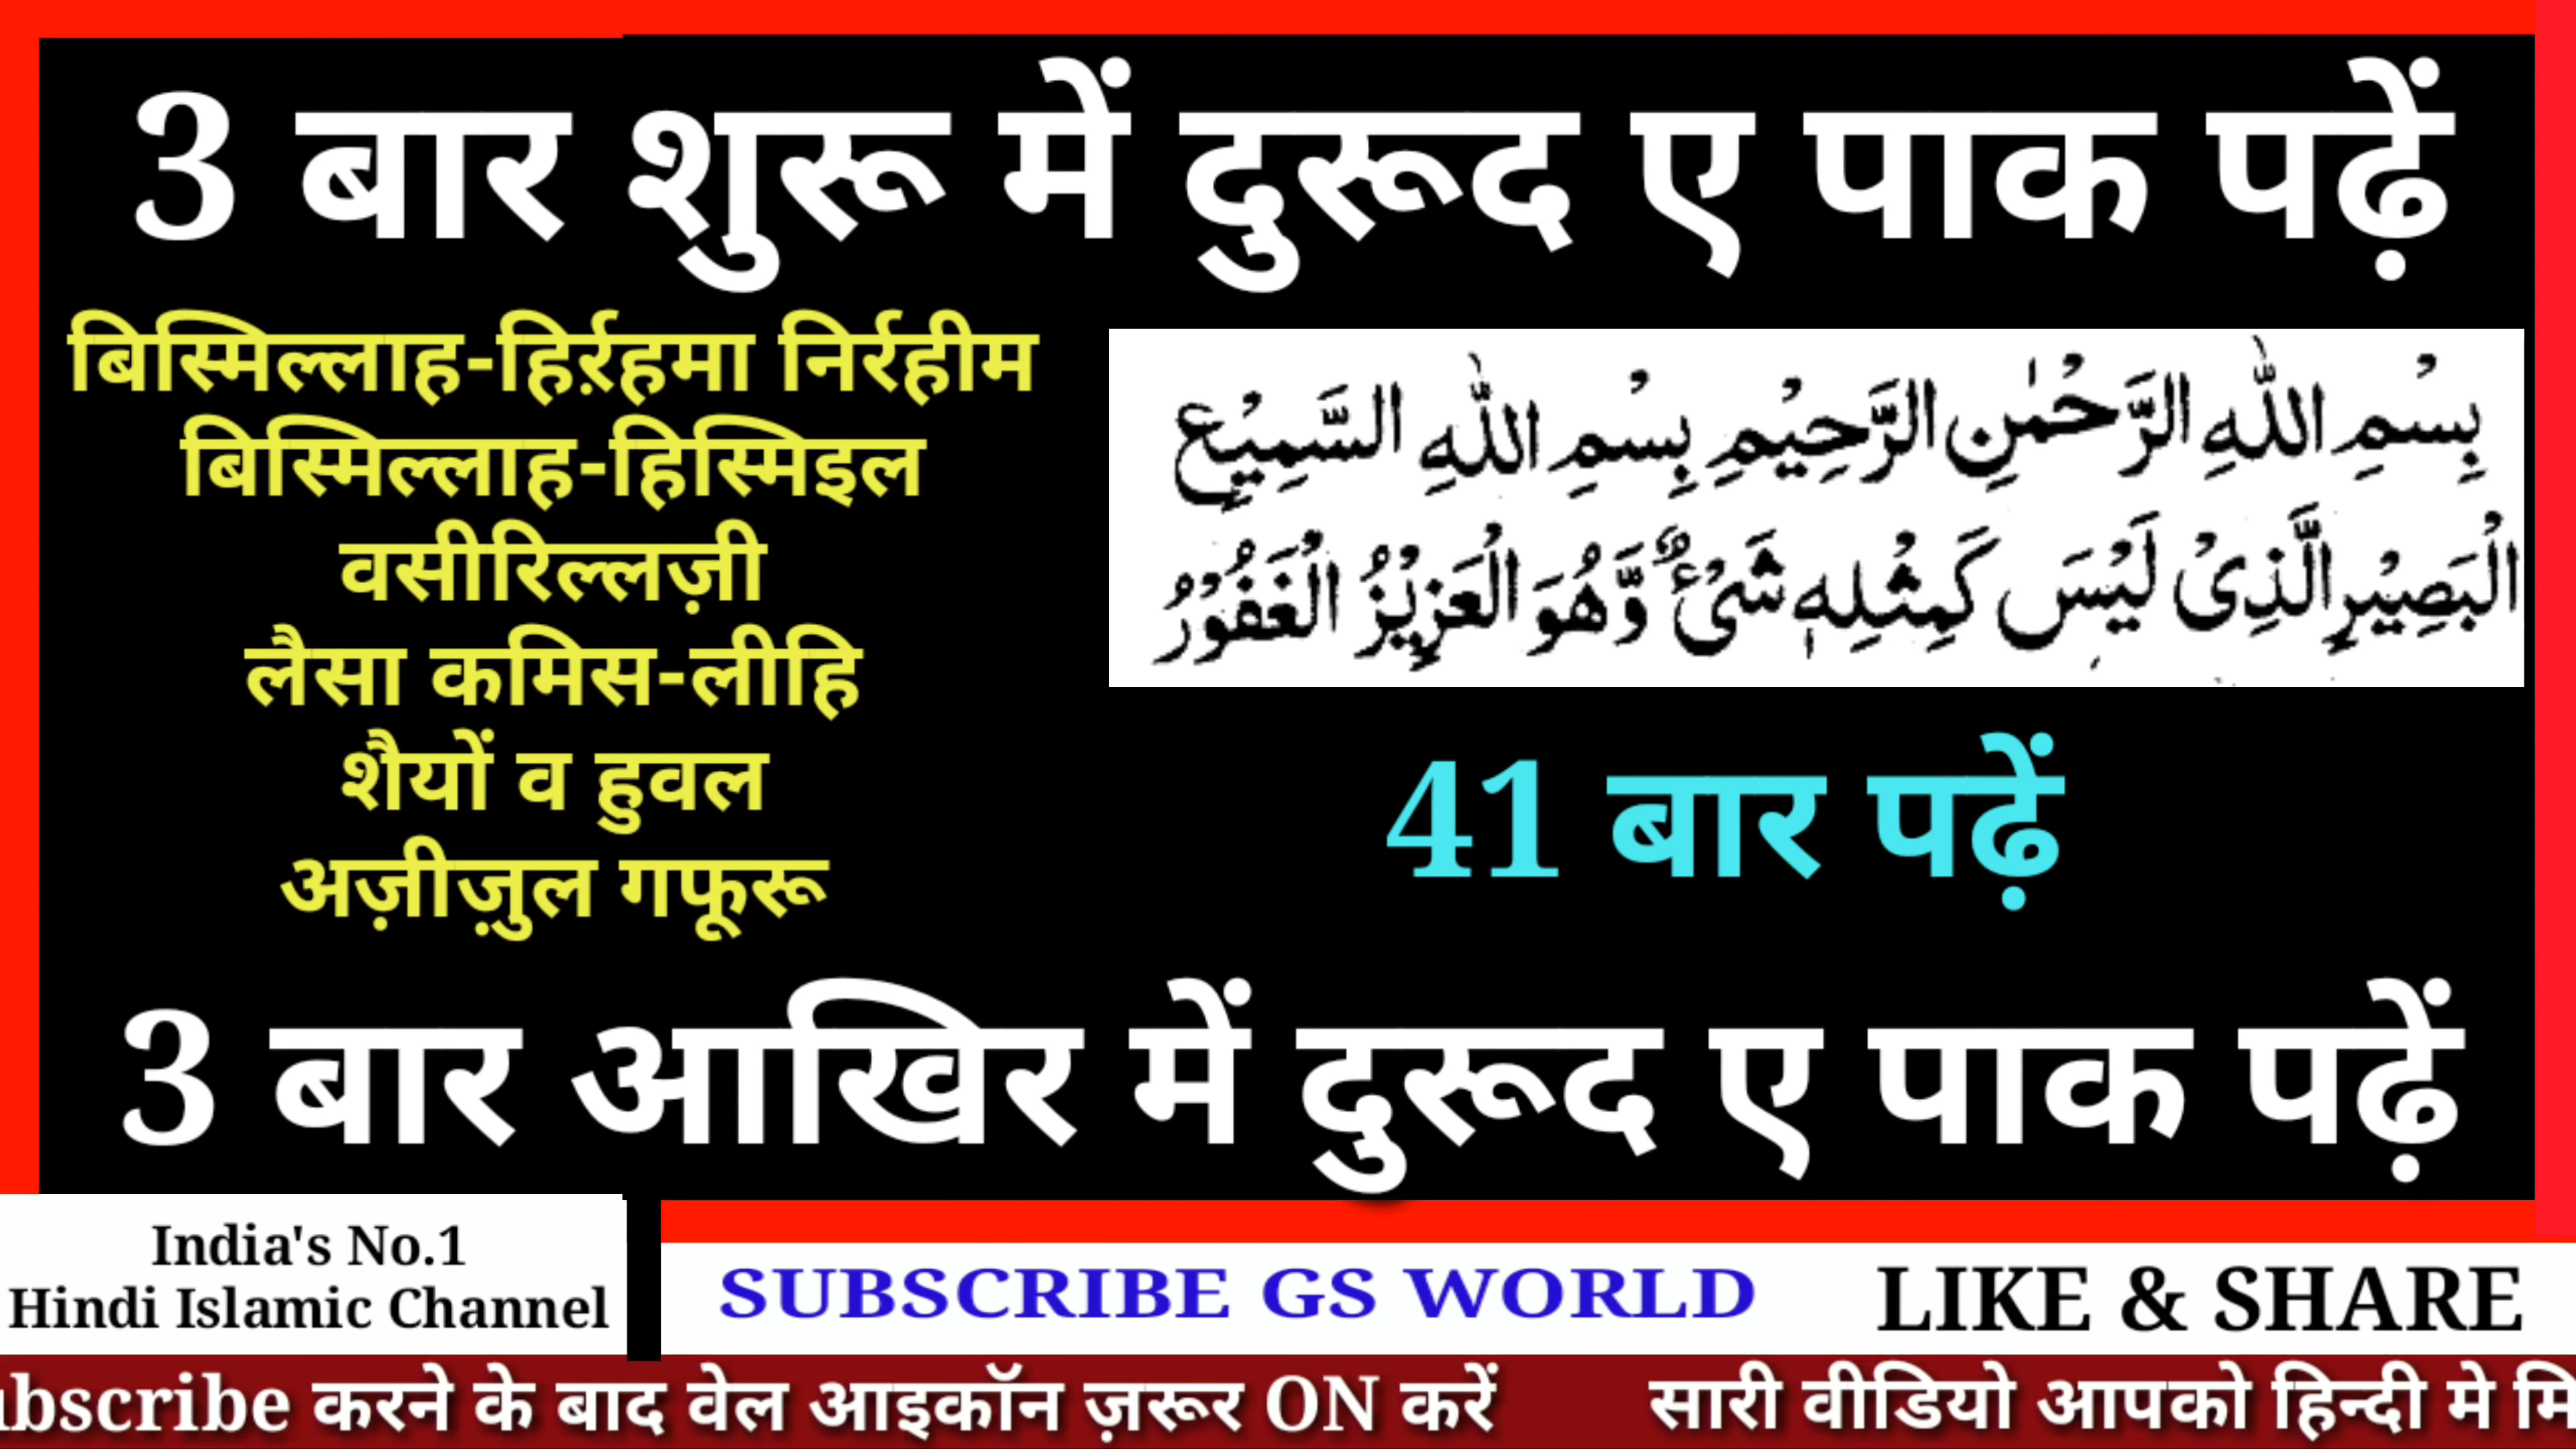 3 बार शुरू में दुरूद ए पाक पढ़ें
बिस्मिल्लाह-हिर्रहमा निर्रहीम
बिस्मिल्लाह-हिस्मिइल
वसीरिल्लज़ी
लैसा कमिस-लीहि
शैयों व हुवल
अज़ीज़ुल गफूरू
بِسْمِ اللّٰهِ الرَّحْمٰنِ الرَّحِيْمِ بِسْمِ اللّٰهِ السَّمِيْعِ
الْبَصِيْرِ الَّذِىْ لَيْسَ كَمِثْلِهٖ شَىْءٌ وَّهُوَ الْعَزِيْزُ الْغَفُوْرُ
41 बार पढ़ें
3 बार आखिर में दुरूद ए पाक पढ़ें
India's No.1
Hindi Islamic Channel
SUBSCRIBE GS WORLD
LIKE & SHARE
ubscribe करने के बाद वेल आइकॉन ज़रूर ON करें सारी वीडियो आपको हिन्दी मे मि